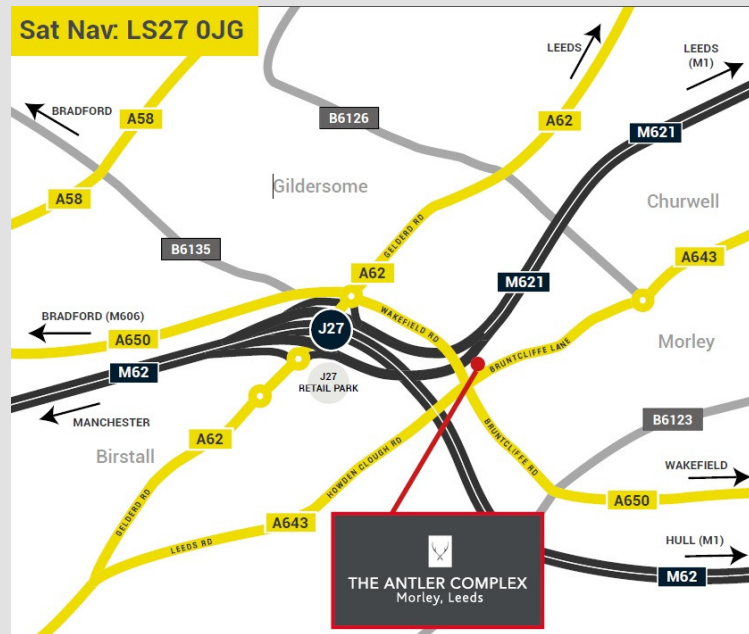 Sat Nav: LS27 0JG
LEEDS
LEEDS
(M1)
BRADFORD
A58
B6126
A62
M621
Gildersome
A58
Churwell
GELDERD RD
B6135
A643
A62
M621
BRADFORD (M606)
A650
J27
WAKEFIELD RD
Morley
BRUNTCLIFFE LANE
M62
J27
RETAIL PARK
MANCHESTER
B6123
A62
BRUNTCLIFFE RD
Birstall
HOWDEN CLOUGH RD
WAKEFIELD
GELDERD RD
A650
A643
LEEDS RD
HULL (M1)
M62
THE ANTLER COMPLEX
Morley, Leeds